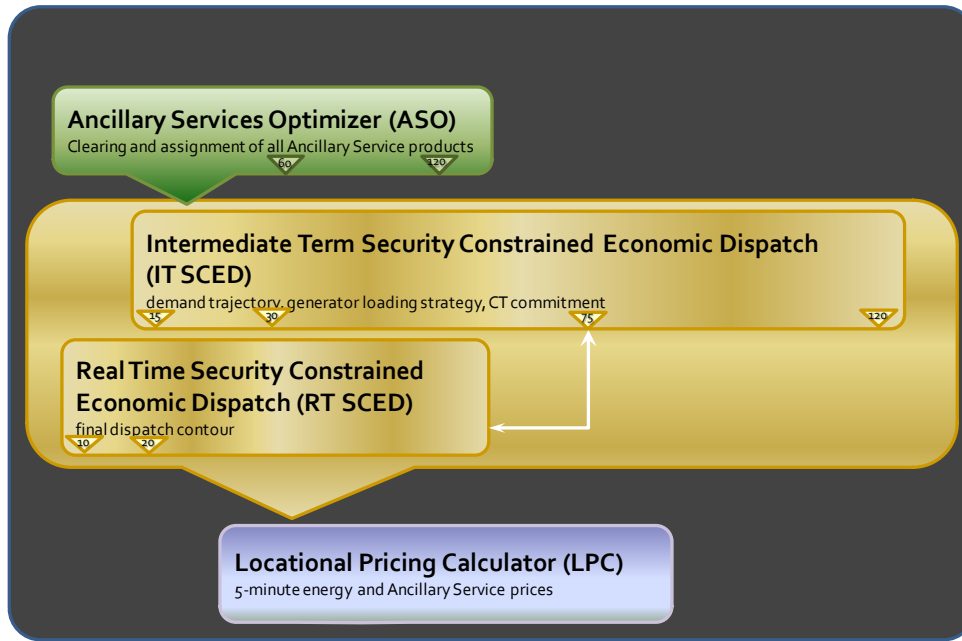 Ancillary Services Optimizer (ASO)
Clearing and assignment of all Ancillary Service products
60 120
Intermediate Term Security Constrained Economic Dispatch
(IT SCED)
demand trajectory, generator loading strategy, CT commitment
15 30 75 120
Real Time Security Constrained
Economic Dispatch (RT SCED)
final dispatch contour
10 20
Locational Pricing Calculator (LPC)
5-minute energy and Ancillary Service prices